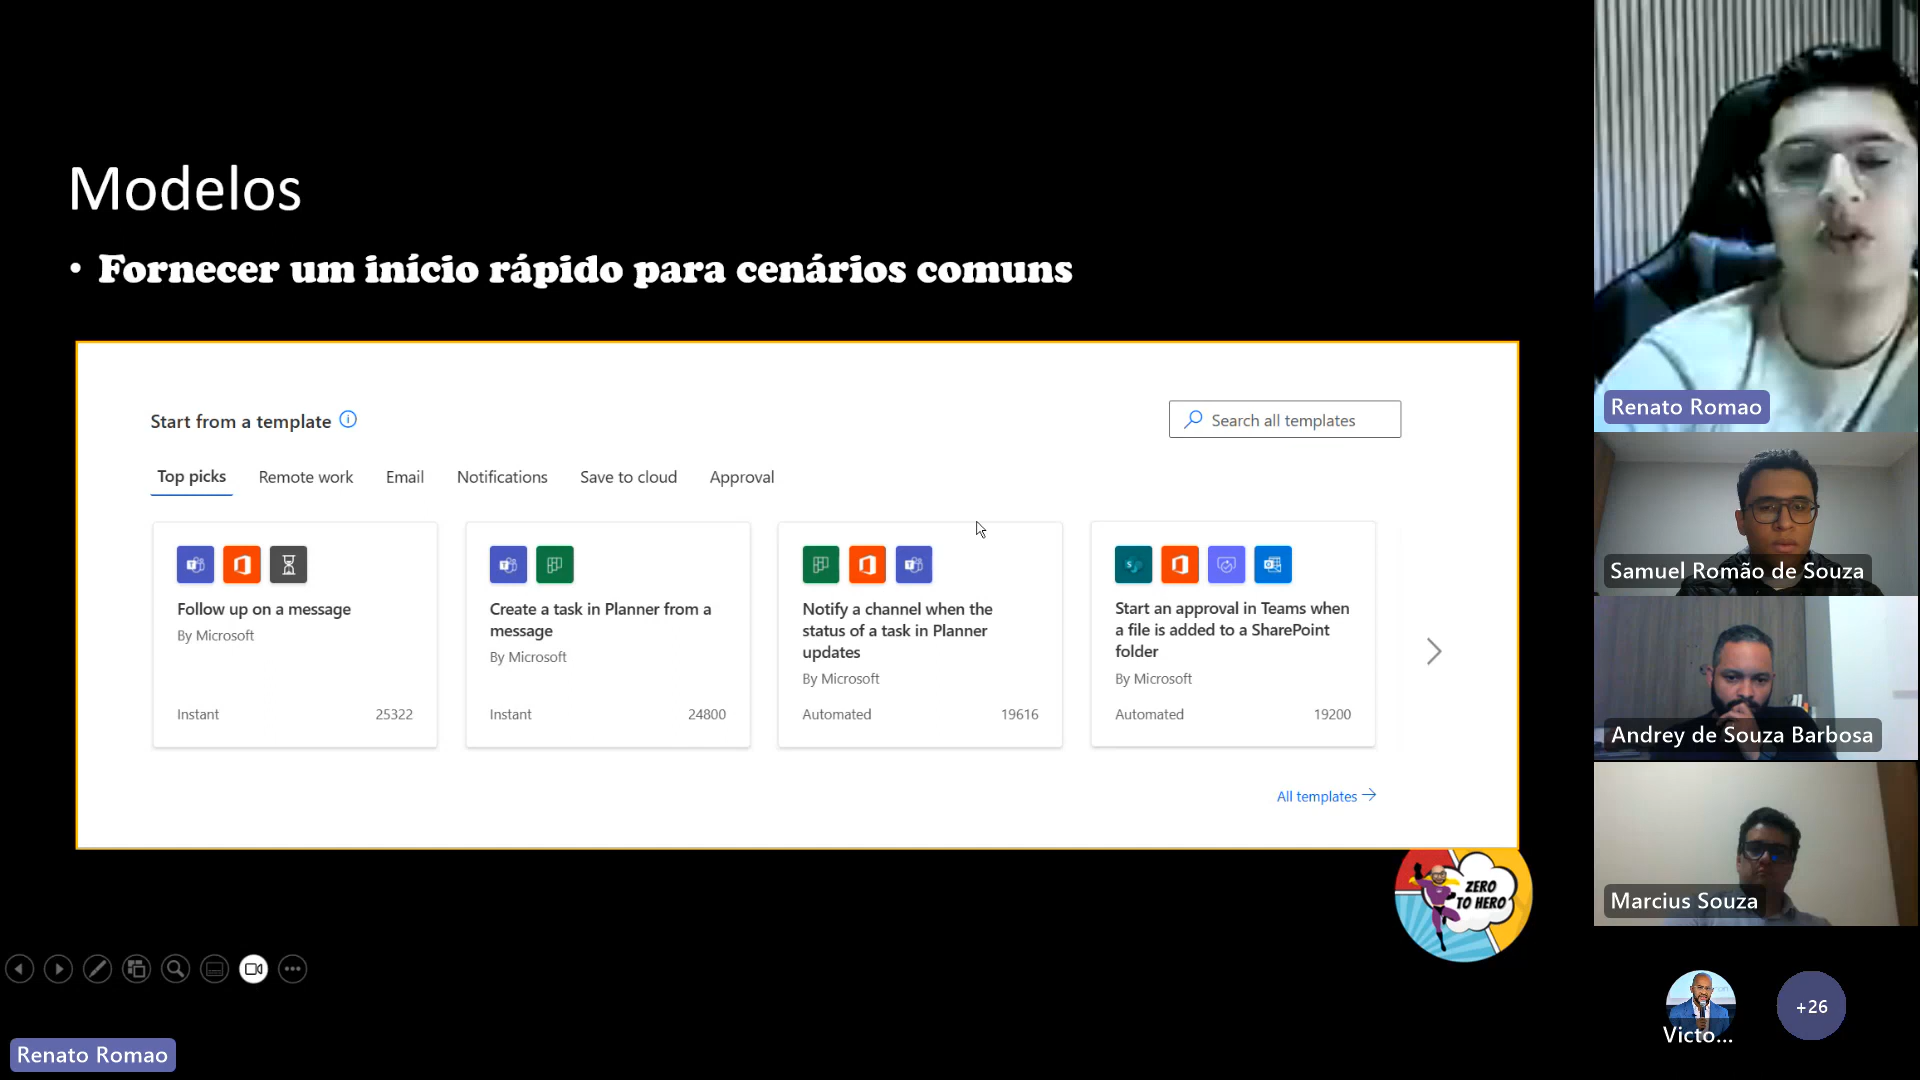 Modelos
• Fornecer um início rápido para cenários comuns
Start from a template
Search all templates
Top picks
Remote work
Email
Notifications
Save to cloud
Approval
Follow up on a message
By Microsoft
Instant
25322
Create a task in Planner from a
message
By Microsoft
Instant
24800
Notify a channel when the
status of a task in Planner
updates
By Microsoft
Automated
19616
Start an approval in Teams when
a file is added to a SharePoint
folder
By Microsoft
Automated
19200
All templates
ZERO
TO HERO
Renato Romao
Renato Romao
Samuel Romão de Souza
Andrey de Souza Barbosa
Marcius Souza
Victo...
+26